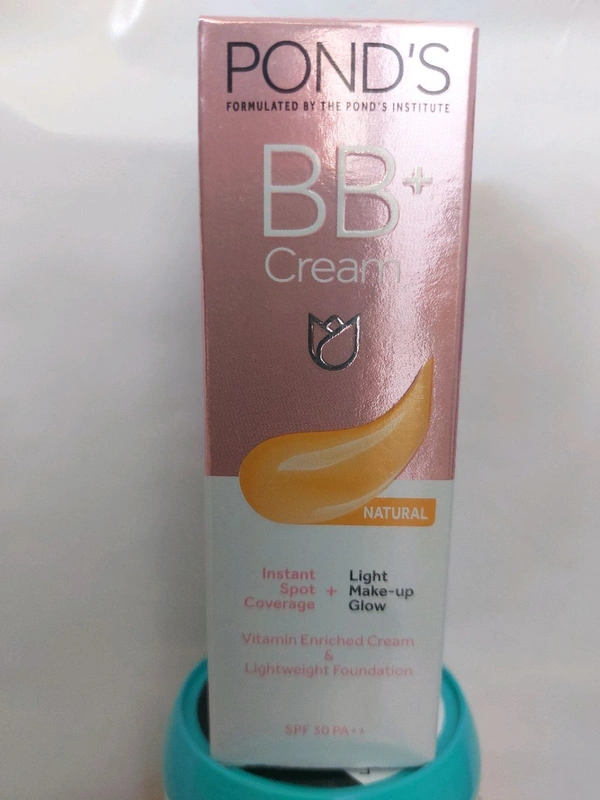 POND'S
FORMULATED BY THE POND'S INSTITUTE
BB+
Cream
NATURAL
Instant
Spot
Coverage
+
Light
Make-up
Glow
Vitamin Enriched Cream
&
Lightweight Foundation
SPF 30 PA++